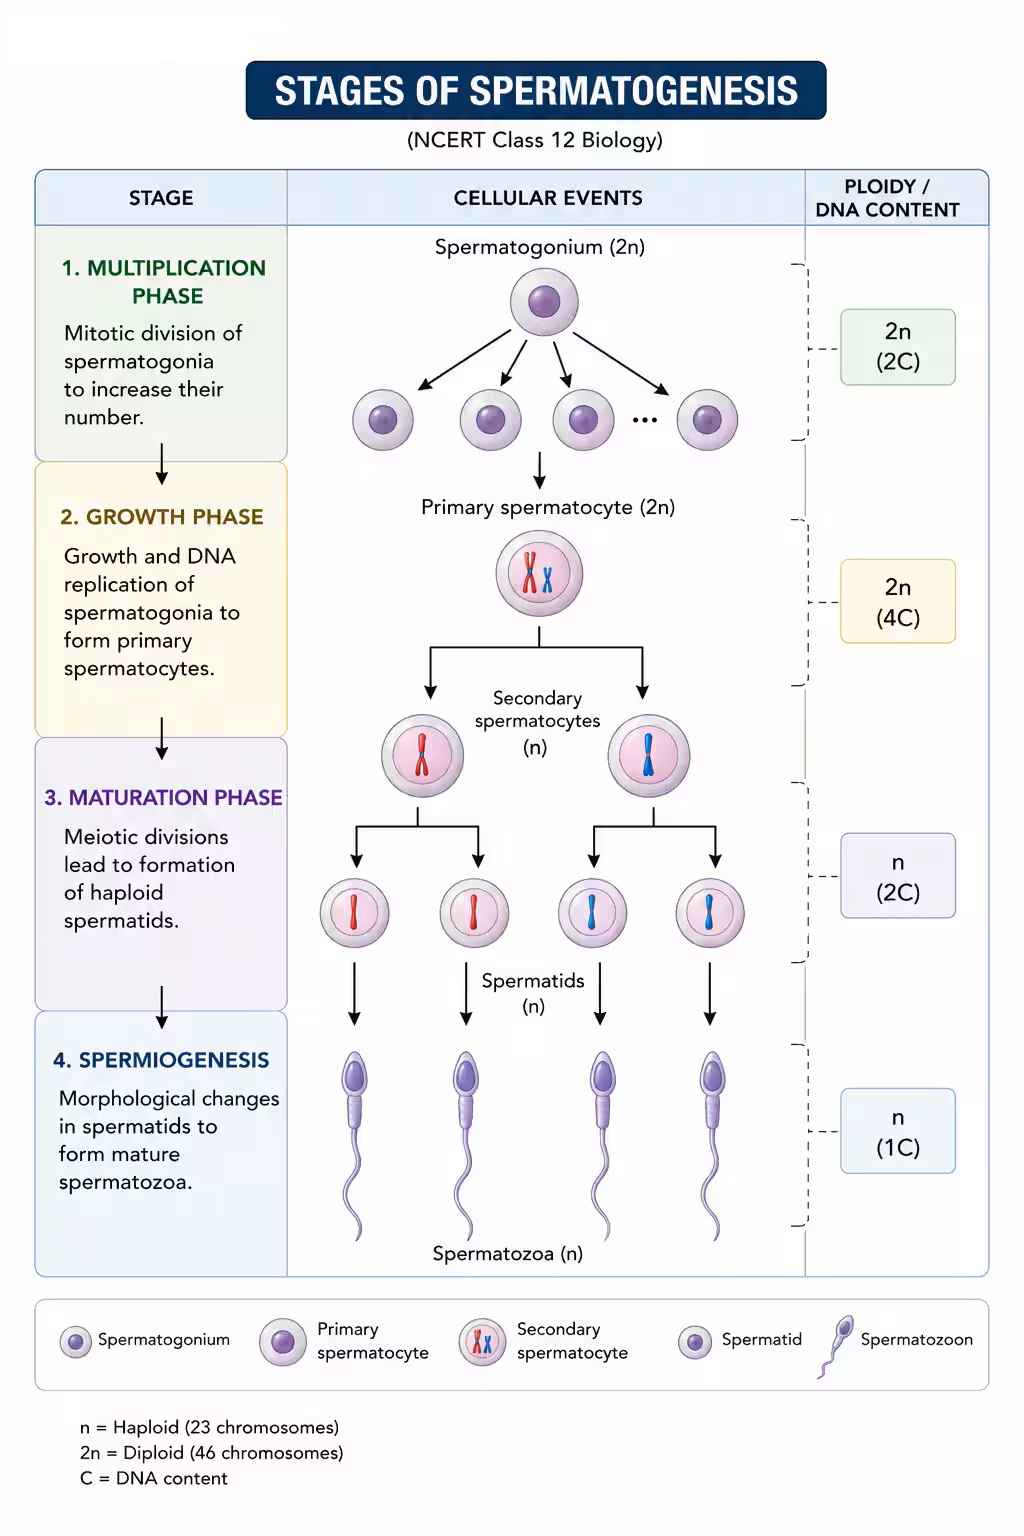 STAGES OF SPERMATOGENESIS
(NCERT Class 12 Biology)
STAGE
CELLULAR EVENTS
PLOIDY /
DNA CONTENT
1. MULTIPLICATION
PHASE
Mitotic division of
spermatogonia
to increase their
number.
Spermatogonium (2n)
...
2n
(2C)
2. GROWTH PHASE
Growth and DNA
replication of
spermatogonia to
form primary
spermatocytes.
Primary spermatocyte (2n)
2n
(4C)
Secondary
spermatocytes
(n)
3. MATURATION PHASE
Meiotic divisions
lead to formation
of haploid
spermatids.
n
(2C)
Spermatids
(n)
4. SPERMIOGENESIS
Morphological changes
in spermatids to
form mature
spermatozoa.
n
(1C)
Spermatozoa (n)
Spermatogonium
Primary
spermatocyte
Secondary
spermatocyte
Spermatid
Spermatozoon
n = Haploid (23 chromosomes)
2n = Diploid (46 chromosomes)
C = DNA content